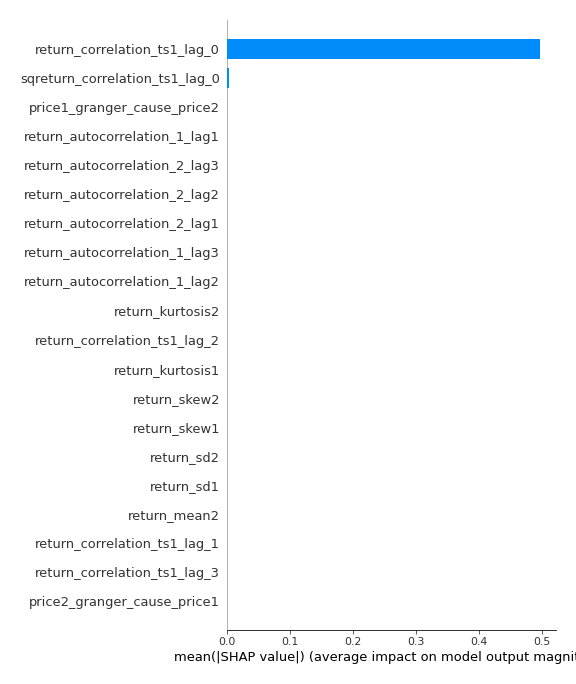 return_correlation_ts1_lag_0
sqreturn_correlation_ts1_lag_0
price1_granger_cause_price2
return_autocorrelation_1_lag1
return_autocorrelation_2_lag3
return_autocorrelation_2_lag2
return_autocorrelation_2_lag1
return_autocorrelation_1_lag3
return_autocorrelation_1_lag2
return_kurtosis2
return_correlation_ts1_lag_2
return_kurtosis1
return_skew2
return_skew1
return_sd2
return_sd1
return_mean2
return_correlation_ts1_lag_1
return_correlation_ts1_lag_3
price2_granger_cause_price1
0.0 0.1 0.2 0.3 0.4 0.5
mean(|SHAP value|) (average impact on model output magnit